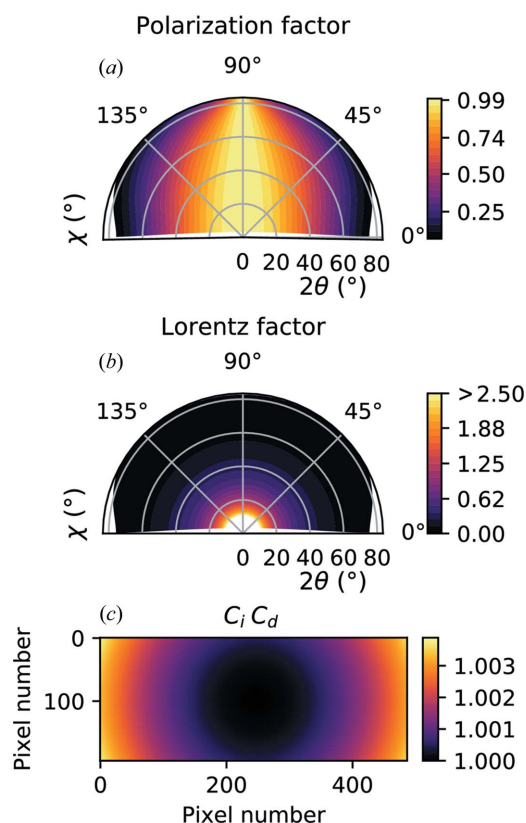 Polarization factor
(a)
90°
135°
45°
0.99
0.74
0.50
0.25
χ (°)
0°
0 20 40 60 80
2θ (°)
Lorentz factor
(b)
90°
135°
45°
>2.50
1.88
1.25
0.62
0.00
χ (°)
0°
0 20 40 60 80
2θ (°)
(c)
C_i C_d
0
100
Pixel number
1.003
1.002
1.001
1.000
0 200 400
Pixel number